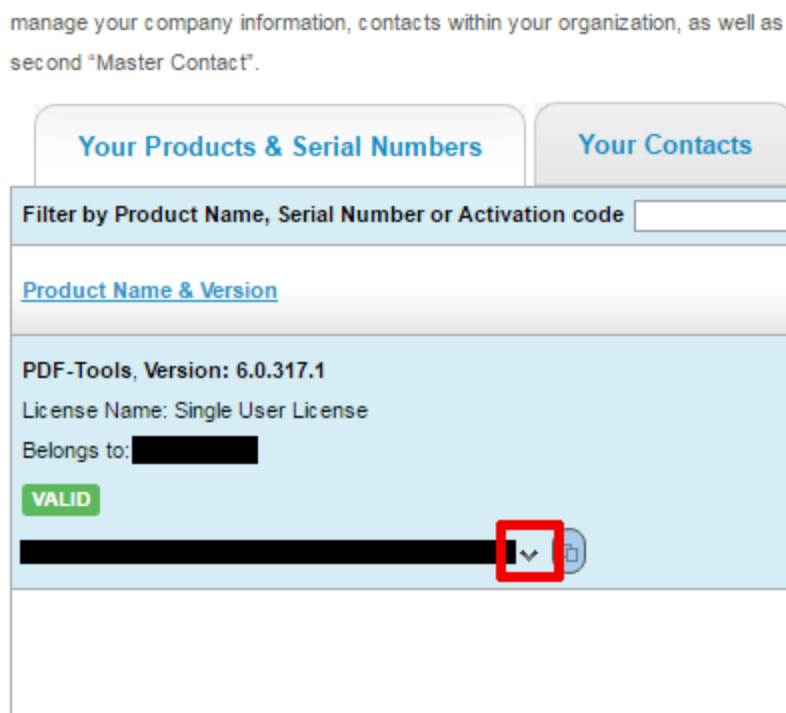 manage your company information, contacts within your organization, as well as
second “Master Contact”.
Your Products & Serial Numbers
Your Contacts
Filter by Product Name, Serial Number or Activation code
Product Name & Version
PDF-Tools, Version: 6.0.317.1
License Name: Single User License
Belongs to:
VALID